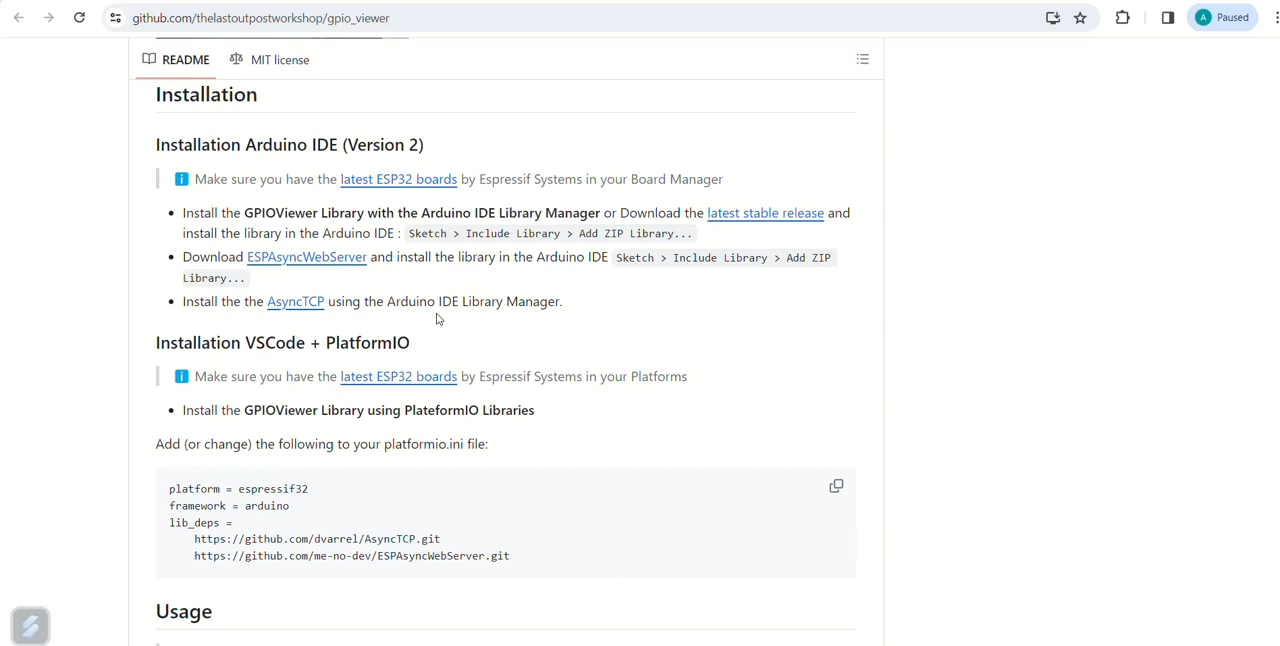 github.com/thelastoutpostworkshop/gpio_viewer
A Paused
README MIT license
Installation
Installation Arduino IDE (Version 2)
i Make sure you have the latest ESP32 boards by Espressif Systems in your Board Manager
• Install the GPIOViewer Library with the Arduino IDE Library Manager or Download the latest stable release and
install the library in the Arduino IDE : Sketch > Include Library > Add ZIP Library...
• Download ESPAsyncWebServer and install the library in the Arduino IDE Sketch > Include Library > Add ZIP
Library...
• Install the the AsyncTCP using the Arduino IDE Library Manager.
Installation VSCode + PlatformIO
i Make sure you have the latest ESP32 boards by Espressif Systems in your Platforms
• Install the GPIOViewer Library using PlateformIO Libraries
Add (or change) the following to your platformio.ini file:
platform = espressif32
framework = arduino
lib_deps =
https://github.com/dvarrel/AsyncTCP.git
https://github.com/me-no-dev/ESPAsyncWebServer.git
Usage